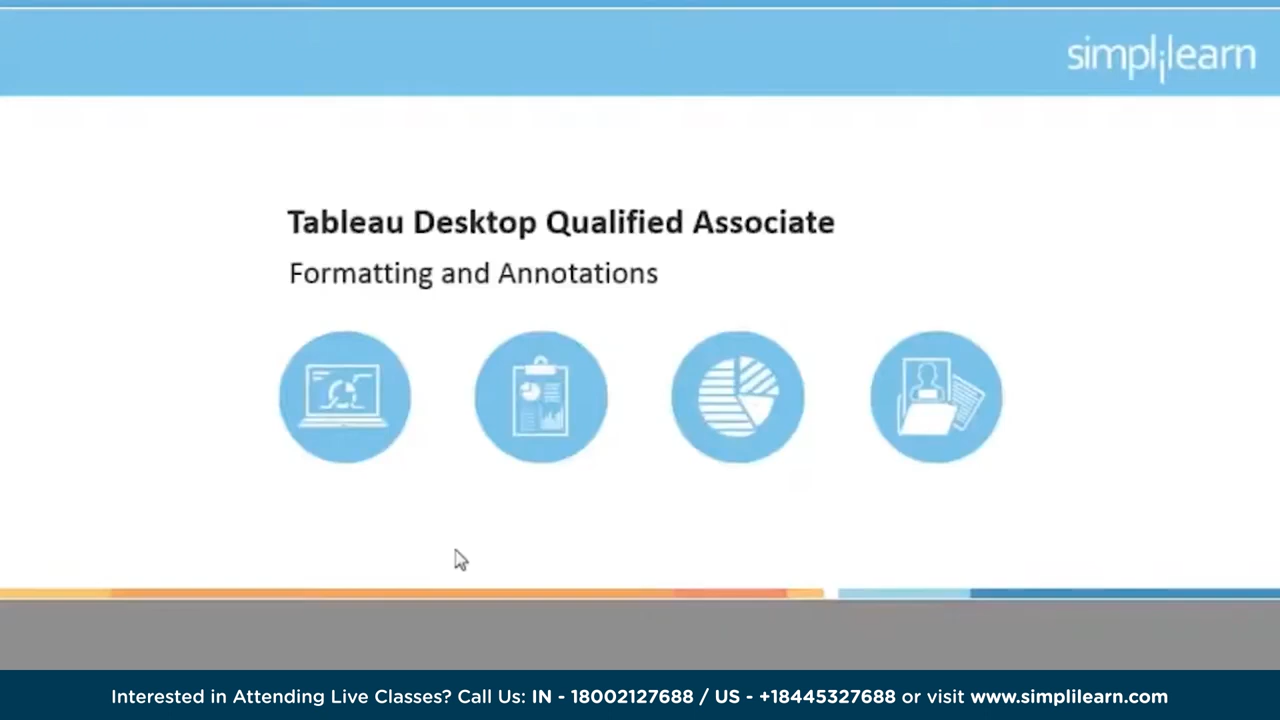 simplilearn
Tableau Desktop Qualified Associate
Formatting and Annotations
Interested in Attending Live Classes? Call Us: IN - 18002127688 / US - +18445327688 or visit www.simplilearn.com